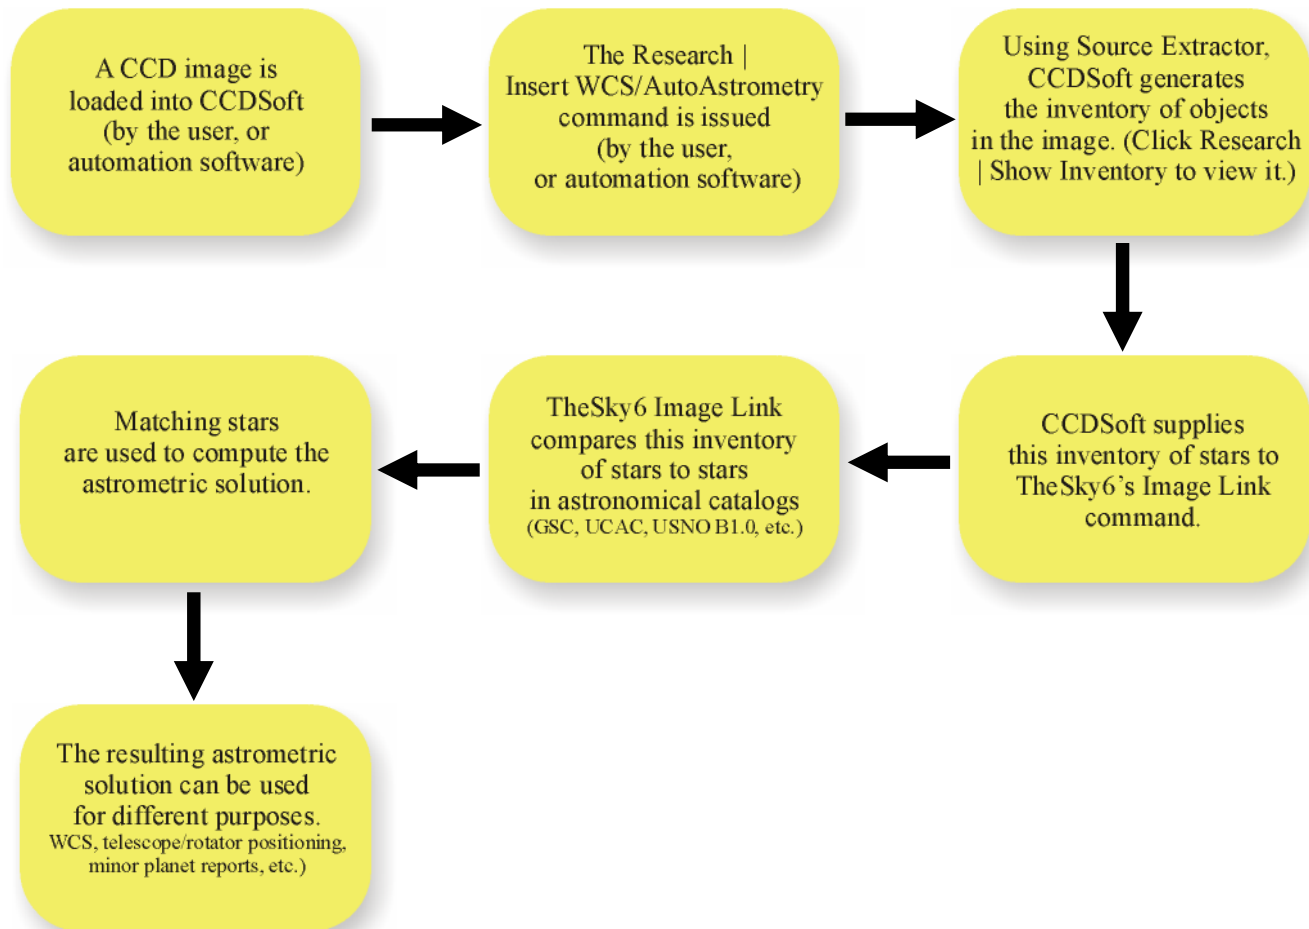 A CCD image is
loaded into CCDSoft
(by the user, or
automation software)
The Research |
Insert WCS/AutoAstrometry
command is issued
(by the user,
or automation software)
Using Source Extractor,
CCDSoft generates
the inventory of objects
in the image. (Click Research
| Show Inventory to view it.)
CCDSoft supplies
this inventory of stars to
TheSky6’s Image Link
command.
TheSky6 Image Link
compares this inventory
of stars to stars
in astronomical catalogs
(GSC, UCAC, USNO B1.0, etc.)
Matching stars
are used to compute the
astrometric solution.
The resulting astrometric
solution can be used
for different purposes.
WCS, telescope/rotator positioning,
minor planet reports, etc.)